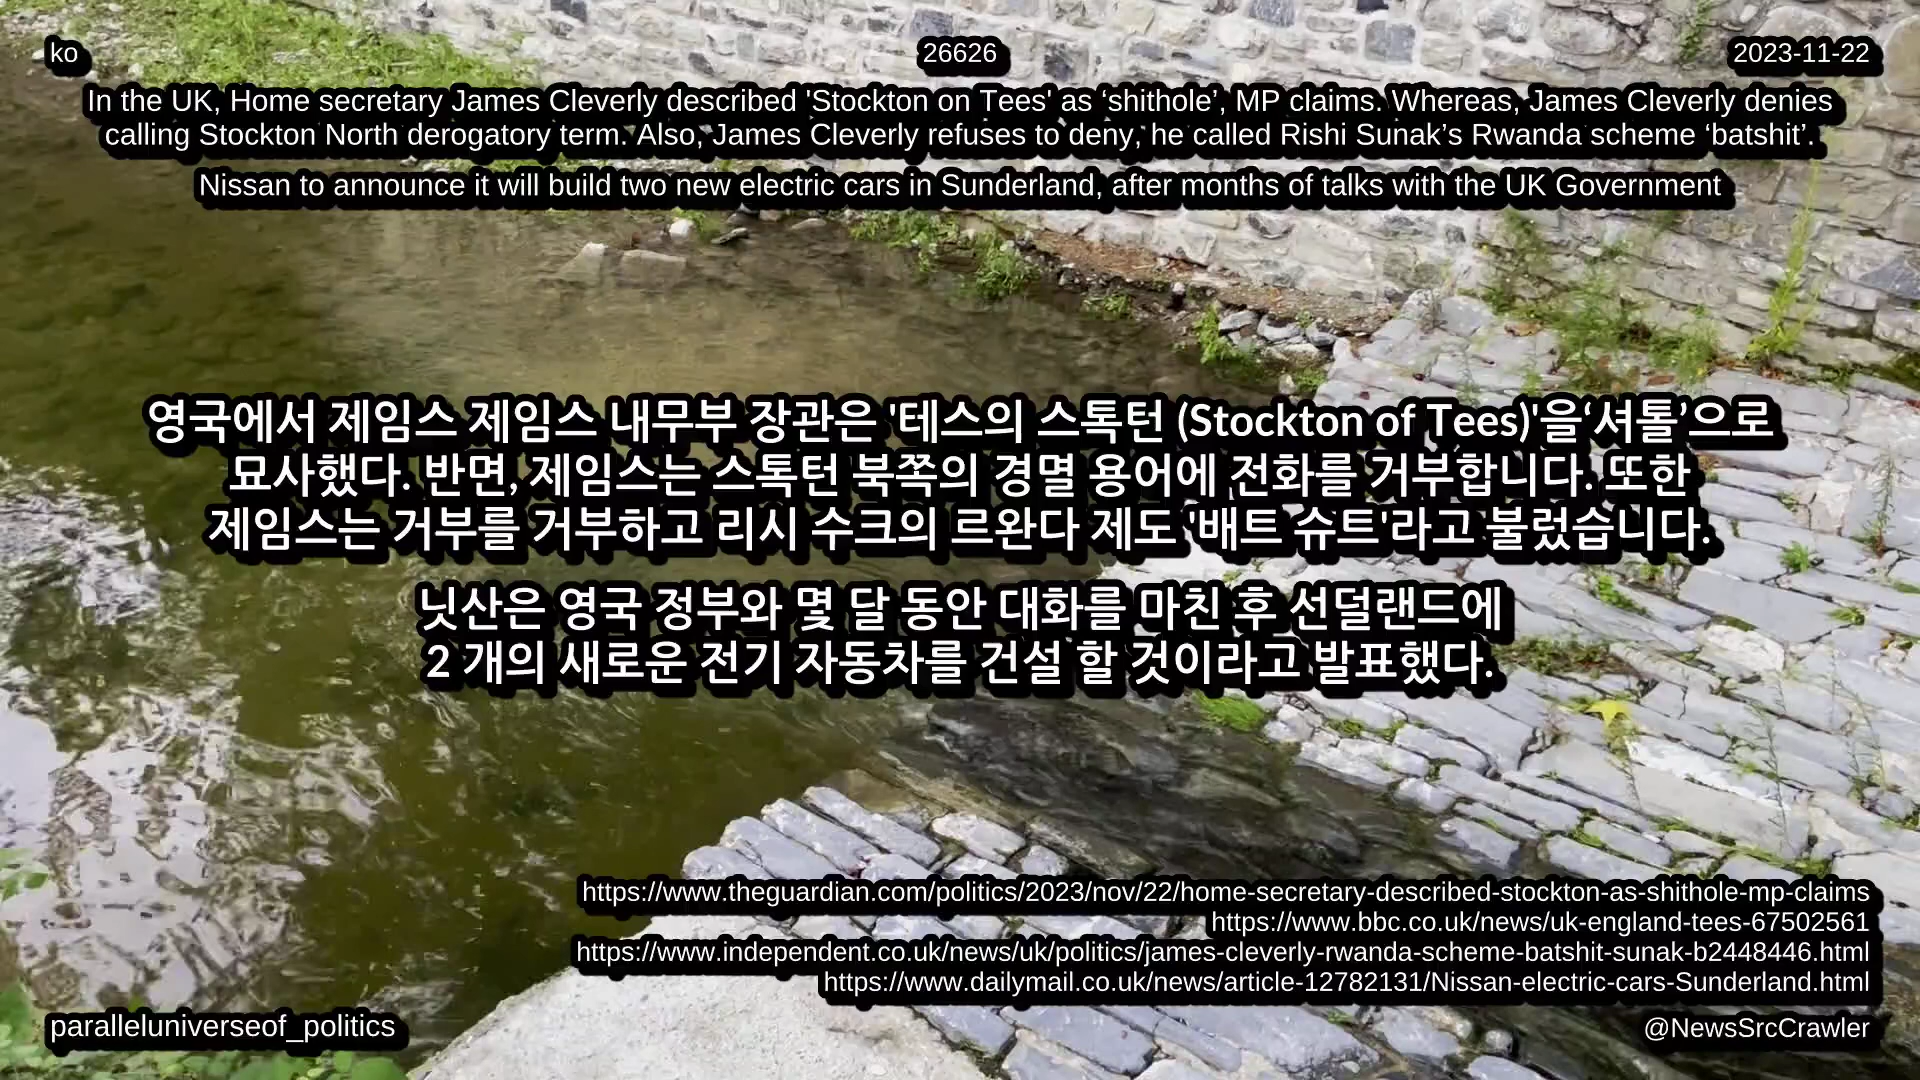 ko
26626
2023-11-22
In the UK, Home secretary James Cleverly described 'Stockton on Tees' as ‘shithole’, MP claims. Whereas, James Cleverly denies
calling Stockton North derogatory term. Also, James Cleverly refuses to deny, he called Rishi Sunak’s Rwanda scheme ‘batshit’.
Nissan to announce it will build two new electric cars in Sunderland, after months of talks with the UK Government
영국에서 제임스 제임스 내무부 장관은 '테스의 스톡턴 (Stockton of Tees)'을‘셔톨’으로
묘사했다. 반면, 제임스는 스톡턴 북쪽의 경멸 용어에 전화를 거부합니다. 또한
제임스는 거부를 거부하고 리시 수크의 르완다 제도 '배트 슈트'라고 불렀습니다.
닛산은 영국 정부와 몇 달 동안 대화를 마친 후 선덜랜드에
2 개의 새로운 전기 자동차를 건설 할 것이라고 발표했다.
https://www.theguardian.com/politics/2023/nov/22/home-secretary-described-stockton-as-shithole-mp-claims
https://www.bbc.co.uk/news/uk-england-tees-67502561
https://www.independent.co.uk/news/uk/politics/james-cleverly-rwanda-scheme-batshit-sunak-b2448446.html
https://www.dailymail.co.uk/news/article-12782131/Nissan-electric-cars-Sunderland.html
paralleluniverseof_politics
@NewsSrcCrawler